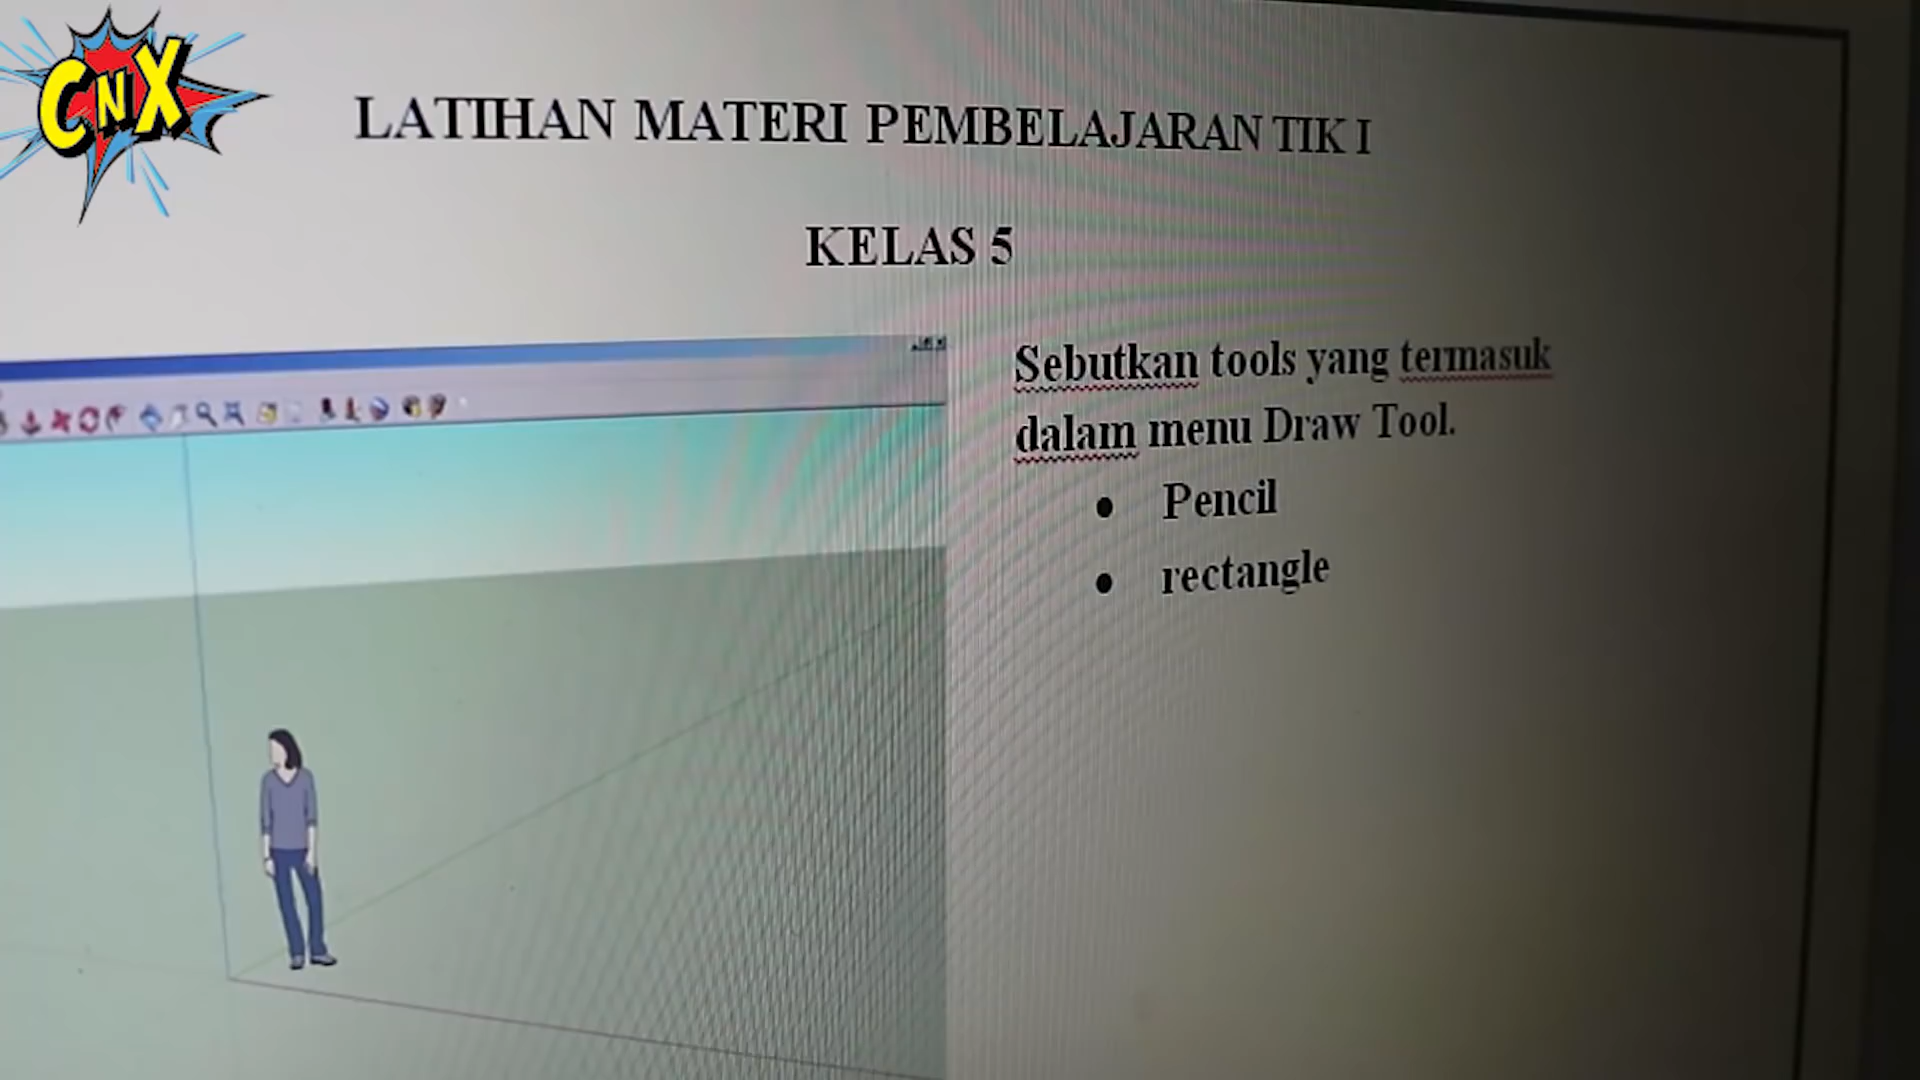 CNX
LATIHAN MATERI PEMBELAJARAN TIK I
KELAS 5
Sebutkan tools yang termasuk
dalam menu Draw Tool.
• Pencil
• rectangle